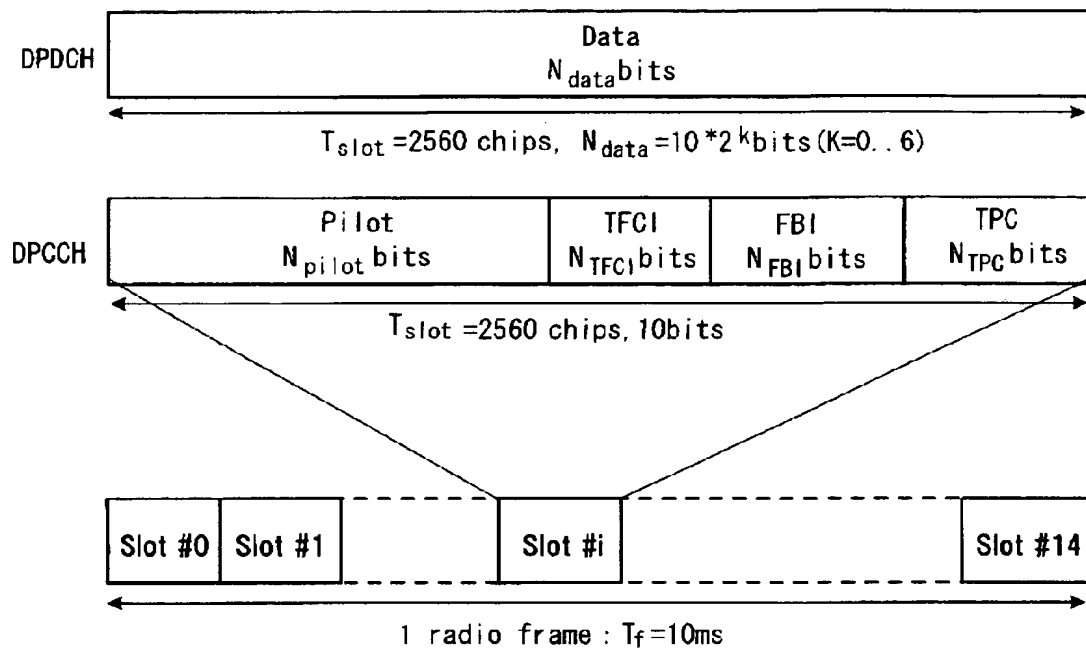 DPDCH
Data
N_data bits
T_slot =2560 chips, N_data =10 *2^k bits (K=0..6)
DPCCH
Pilot
N_pilot bits
TFCI
N_TFCI bits
FBI
N_FBI bits
TPC
N_TPC bits
T_slot =2560 chips, 10bits
Slot #0
Slot #1
Slot #i
Slot #14
1 radio frame : T_f =10ms